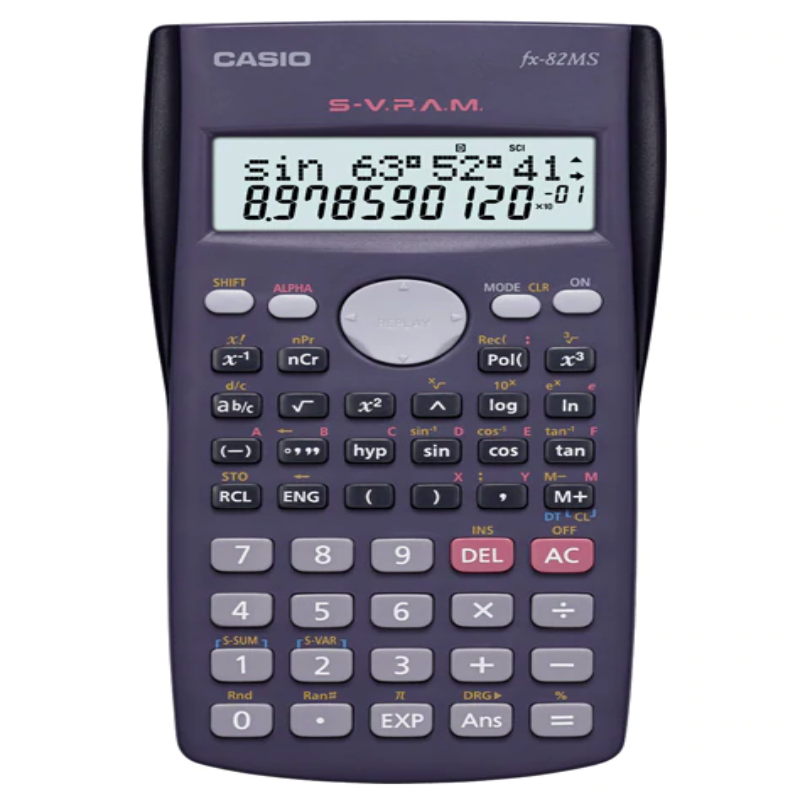 CASIO fx-82MS
S-V.P.A.M.
D SCI
sin 63°52°41
8.978590120×10-01
SHIFT ALPHA MODE CLR ON
REPLAY
x! nPr Rec( : ³√
x-1 nCr Pol( x³
d/c x√ 10x ex e
a b/c √ x² ^ log ln
A ← B C sin-1 D cos-1 E tan-1 F
(—) °’’’ hyp sin cos tan
STO ← X ; Y M– M
RCL ENG ( ) , M+
DT CL
INS OFF
7 8 9 DEL AC
4 5 6 × ÷
S-SUM S-VAR
1 2 3 + −
Rnd Ran# π DRG▶ %
0 · EXP Ans =